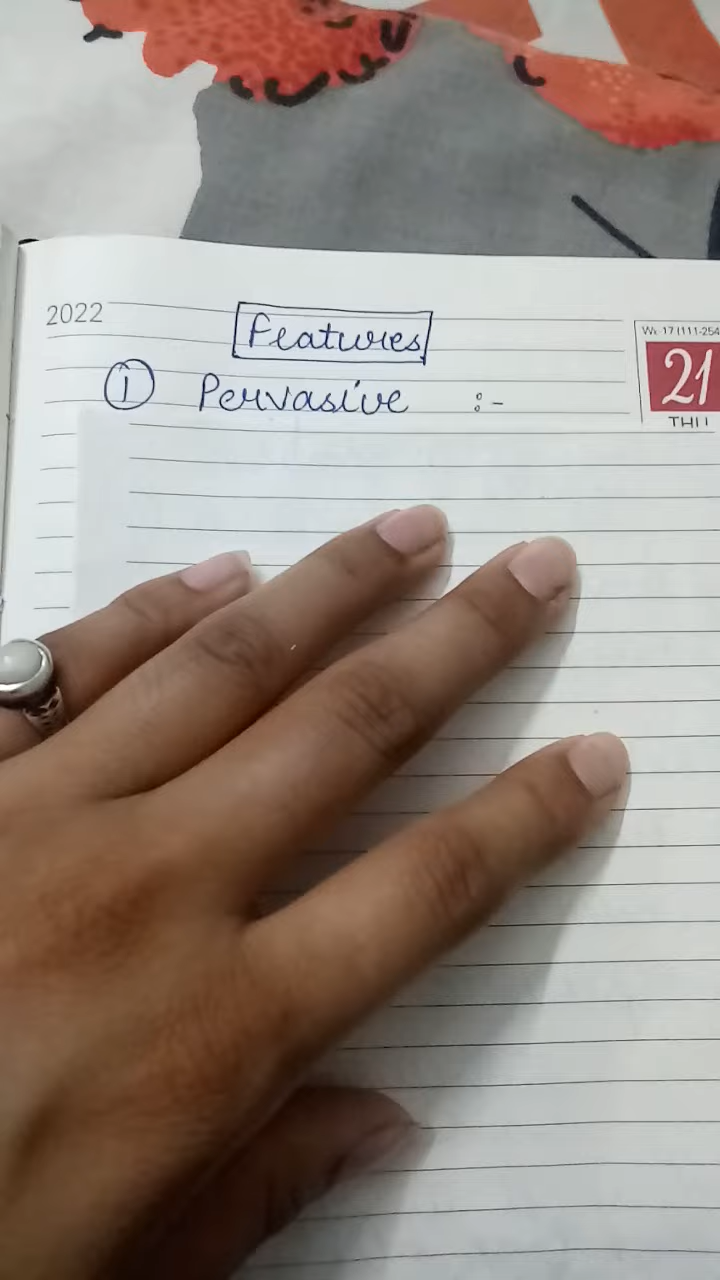 2022
Features
Wk-17 (111-254
① Pervasive :-
21
THU